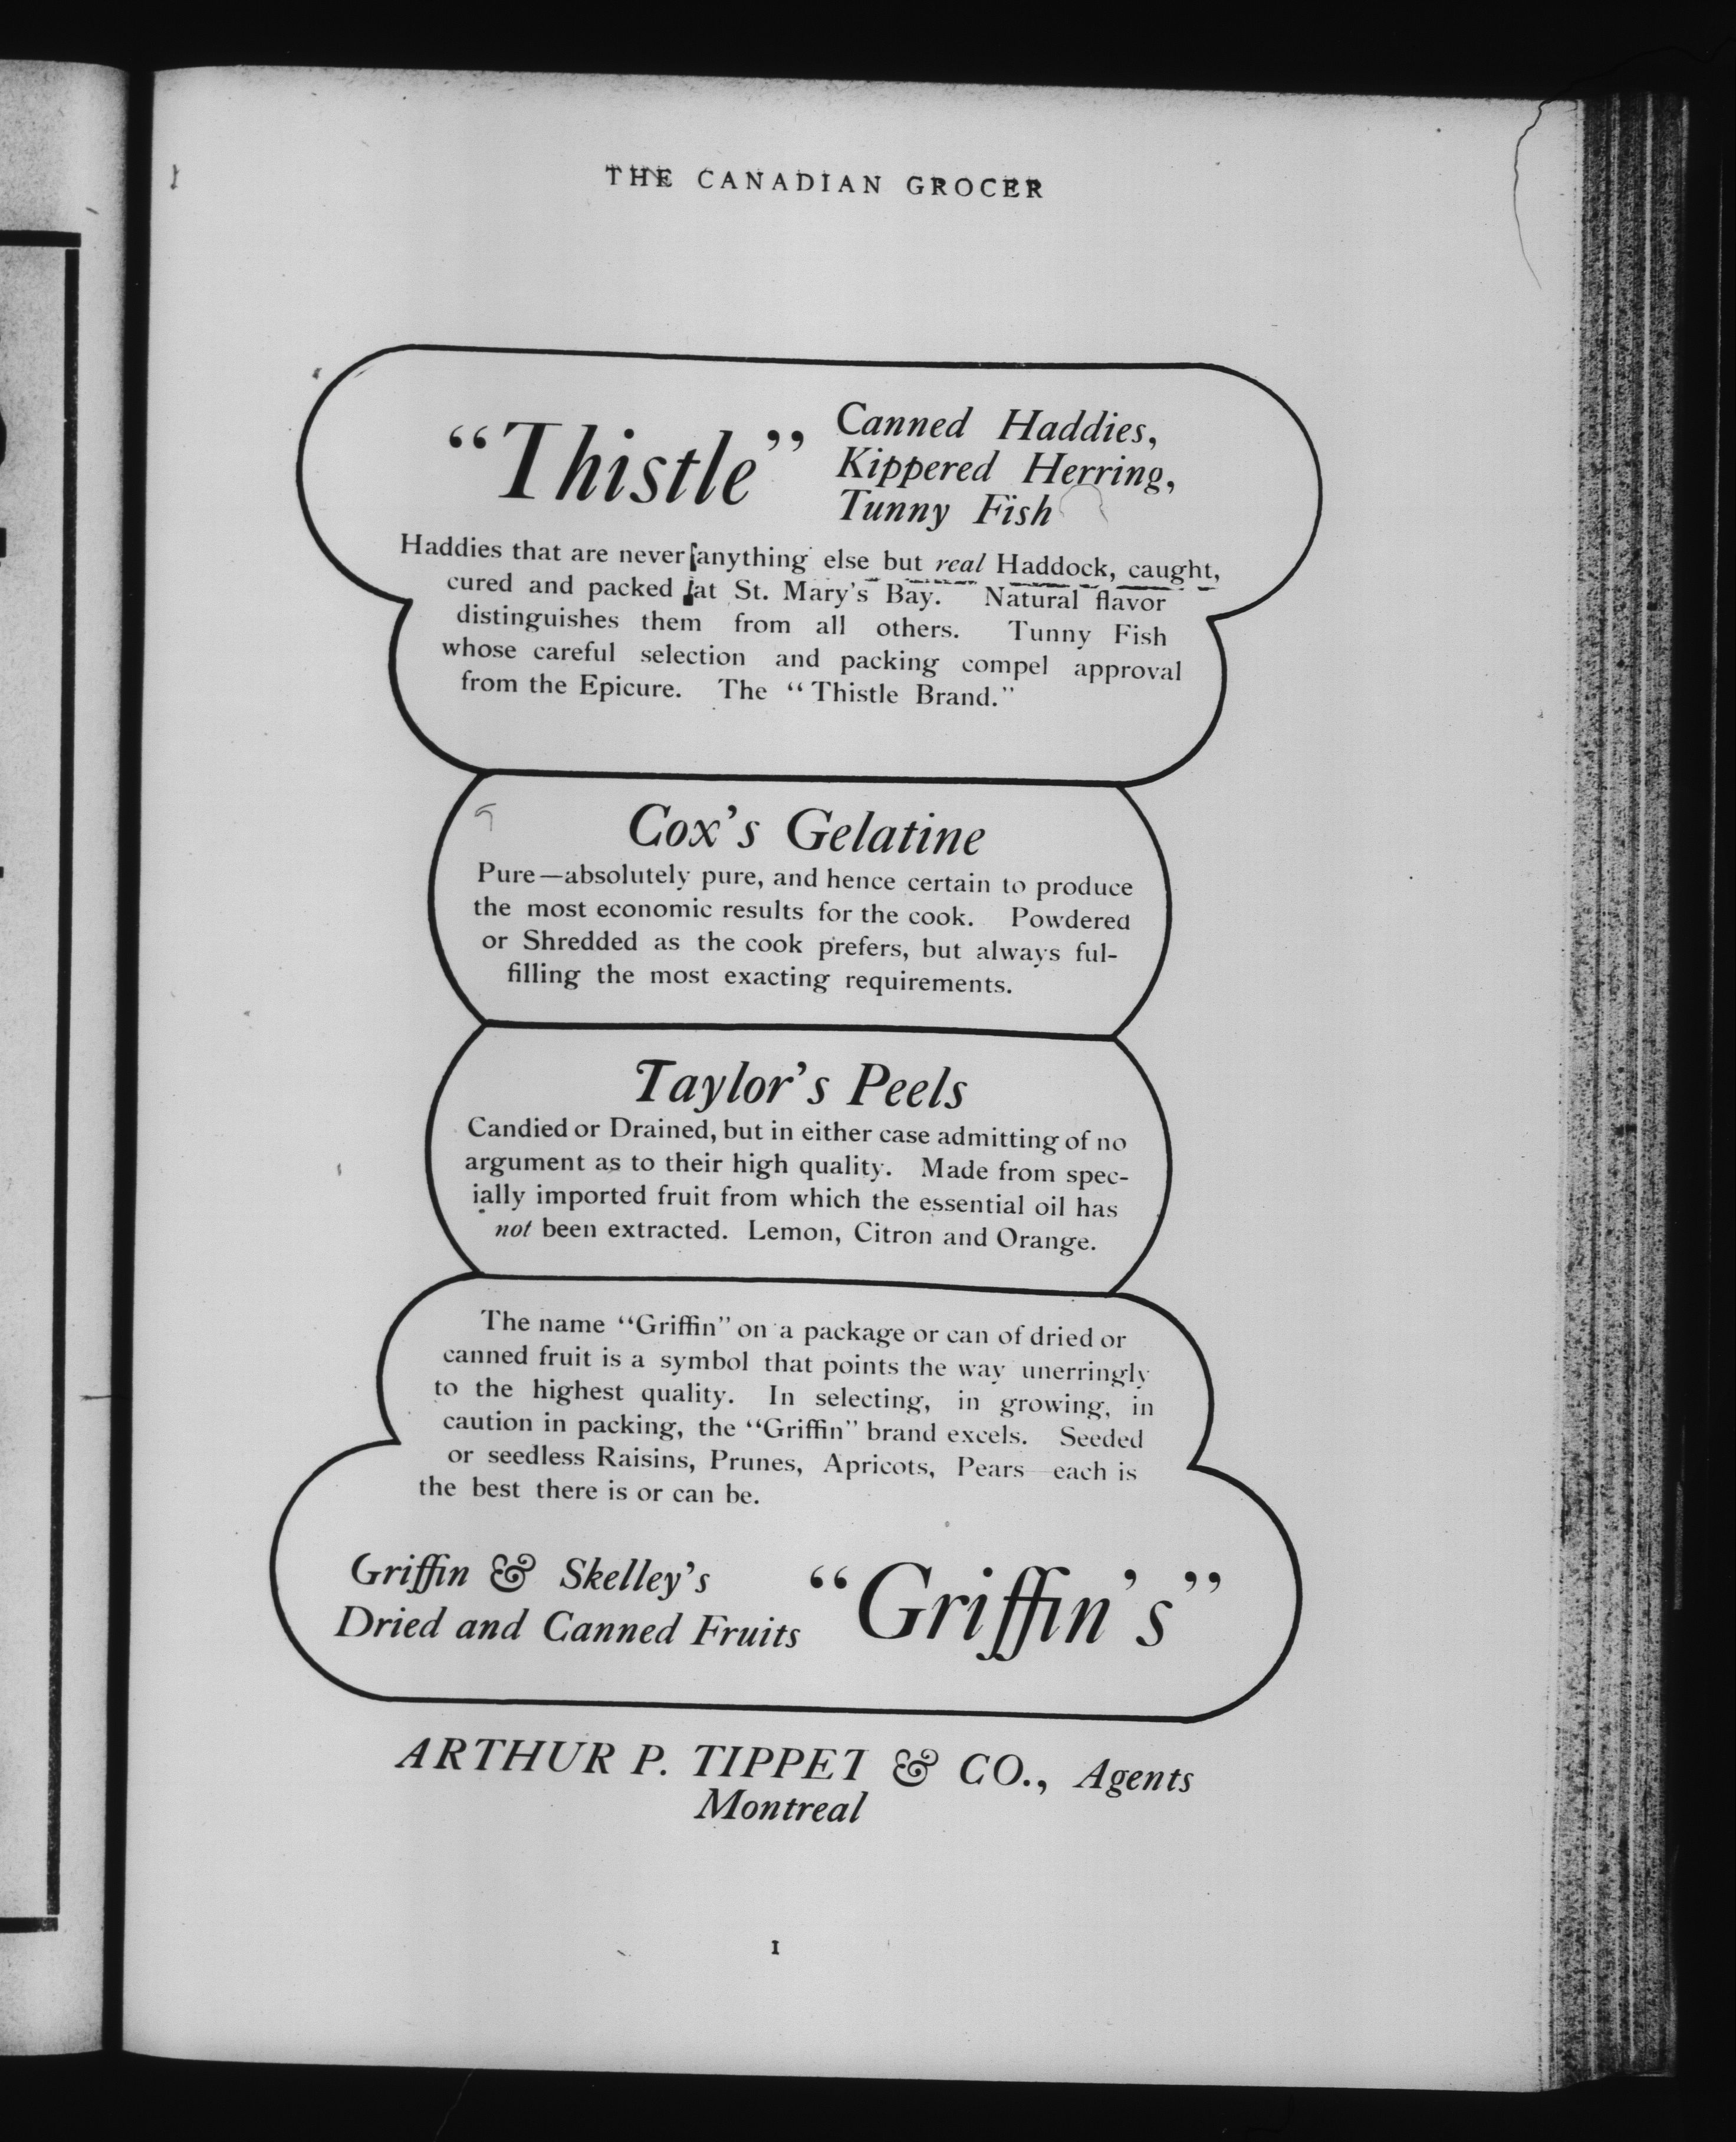 THE CANADIAN GROCER
"Thistle"
Canned Haddies,
Kippered Herring,
Tunny Fish
Haddies that are never anything else but real Haddock, caught,
cured and packed at St. Mary's Bay. Natural flavor
distinguishes them from all others. Tunny Fish
whose careful selection and packing compel approval
from the Epicure. The "Thistle Brand."
Cox's Gelatine
Pure—absolutely pure, and hence certain to produce
the most economic results for the cook. Powdered
or Shredded as the cook prefers, but always ful-
filling the most exacting requirements.
Taylor's Peels
Candied or Drained, but in either case admitting of no
argument as to their high quality. Made from spec-
ially imported fruit from which the essential oil has
not been extracted. Lemon, Citron and Orange.
The name "Griffin" on a package or can of dried or
canned fruit is a symbol that points the way unerringly
to the highest quality. In selecting, in growing, in
caution in packing, the "Griffin" brand excels. Seeded
or seedless Raisins, Prunes, Apricots, Pears—each is
the best there is or can be.
Griffin & Skelley's
Dried and Canned Fruits
"Griffin's"
ARTHUR P. TIPPET & CO., Agents
Montreal
1